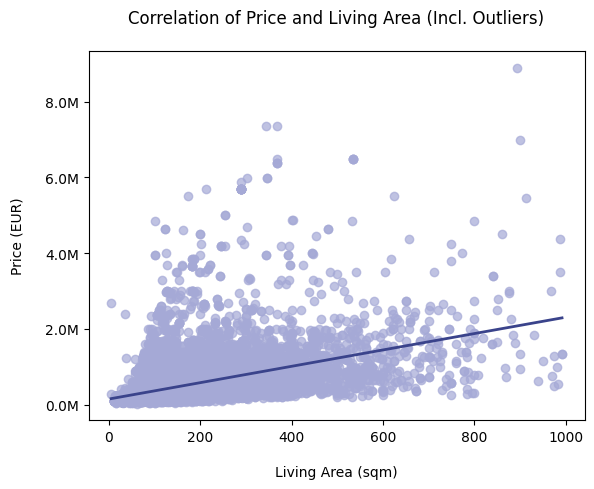 Correlation of Price and Living Area (Incl. Outliers)
8.0M
6.0M
4.0M
2.0M
0.0M
Price (EUR)
0 200 400 600 800 1000
Living Area (sqm)